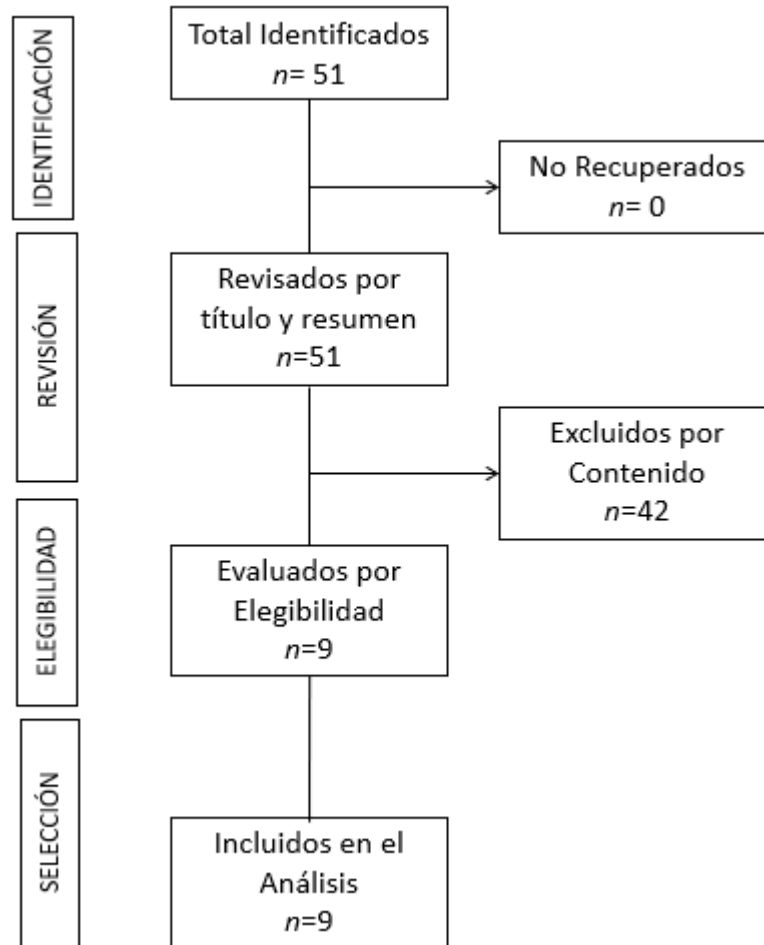 IDENTIFICACIÓN
Total Identificados
n= 51
No Recuperados
n= 0
REVISIÓN
Revisados por
título y resumen
n=51
Excluidos por
Contenido
n=42
ELEGIBILIDAD
Evaluados por
Elegibilidad
n=9
SELECCIÓN
Incluidos en el
Análisis
n=9